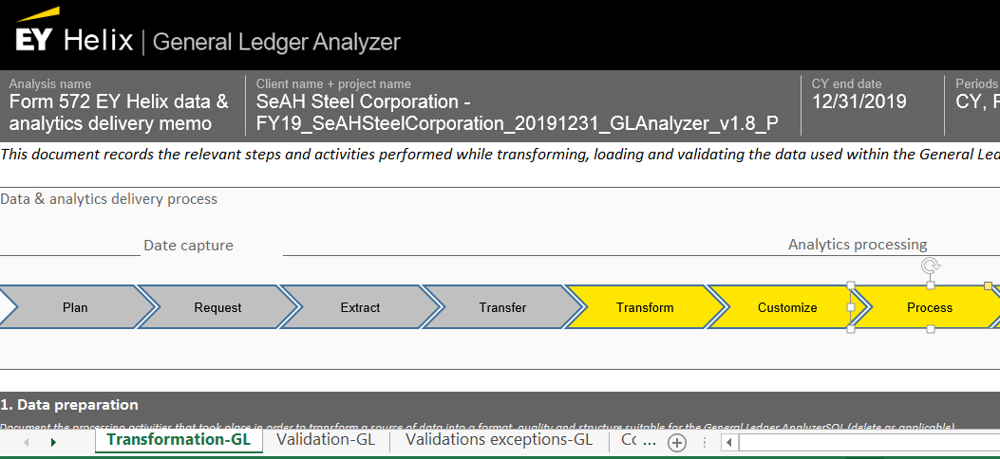 EY Helix | General Ledger Analyzer
Analysis name
Form 572 EY Helix data &
analytics delivery memo
Client name + project name
SeAH Steel Corporation -
FY19_SeAHSteelCorporation_20191231_GLAnalyzer_v1.8_P
CY end date
12/31/2019
Periods
CY,
This document records the relevant steps and activities performed while transforming, loading and validating the data used within the General Led
Data & analytics delivery process
Date capture
Analytics processing
Plan
Request
Extract
Transfer
Transform
Customize
Process
1. Data preparation
Document the processing activities that took place in order to transform a source of data into a format, quality and structure suitable for the General Ledger AnalyzerSQL (delete as applicable)
Transformation-GL
Validation-GL
Validations exceptions-GL
Cc ...